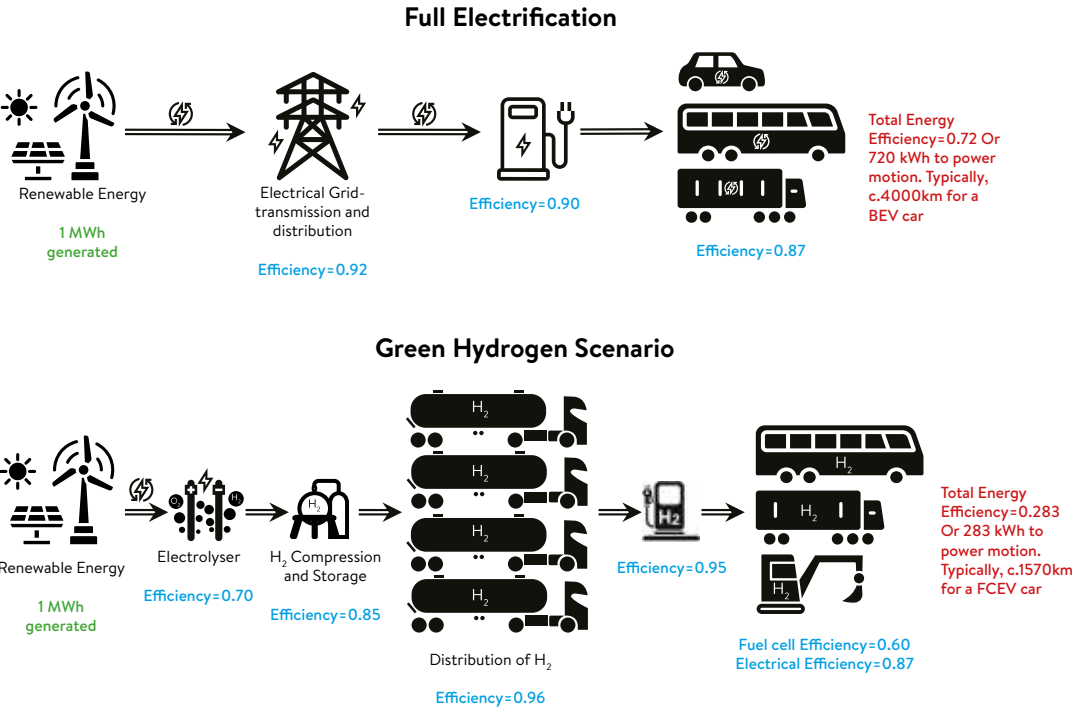 Full Electrification
Renewable Energy
1 MWh
generated
Electrical Grid-
transmission and
distribution
Efficiency=0.92
Efficiency=0.90
Efficiency=0.87
Total Energy
Efficiency=0.72 Or
720 kWh to power
motion. Typically,
c.4000km for a
BEV car
Green Hydrogen Scenario
Renewable Energy
1 MWh
generated
O₂
H₂
Electrolyser
Efficiency=0.70
H₂
H₂ Compression
and Storage
Efficiency=0.85
H₂
H₂
H₂
H₂
Distribution of H₂
Efficiency=0.96
H2
Efficiency=0.95
H₂
H₂
H₂
Fuel cell Efficiency=0.60
Electrical Efficiency=0.87
Total Energy
Efficiency=0.283
Or 283 kWh to
power motion.
Typically, c.1570km
for a FCEV car